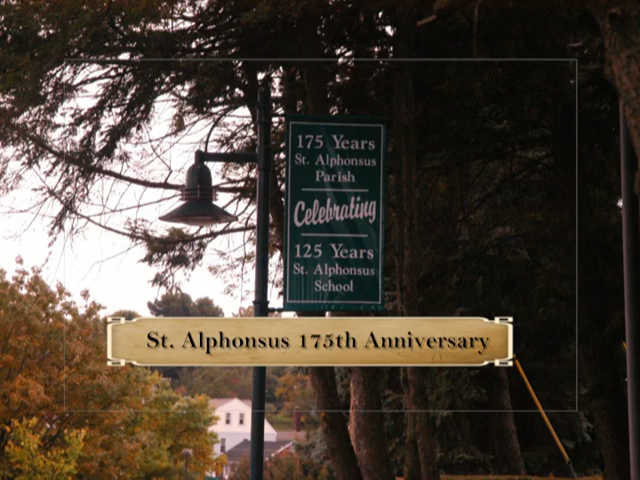 175 Years
St. Alphonsus
Parish
Celebrating
125 Years
St. Alphonsus
School
St. Alphonsus 175th Anniversary